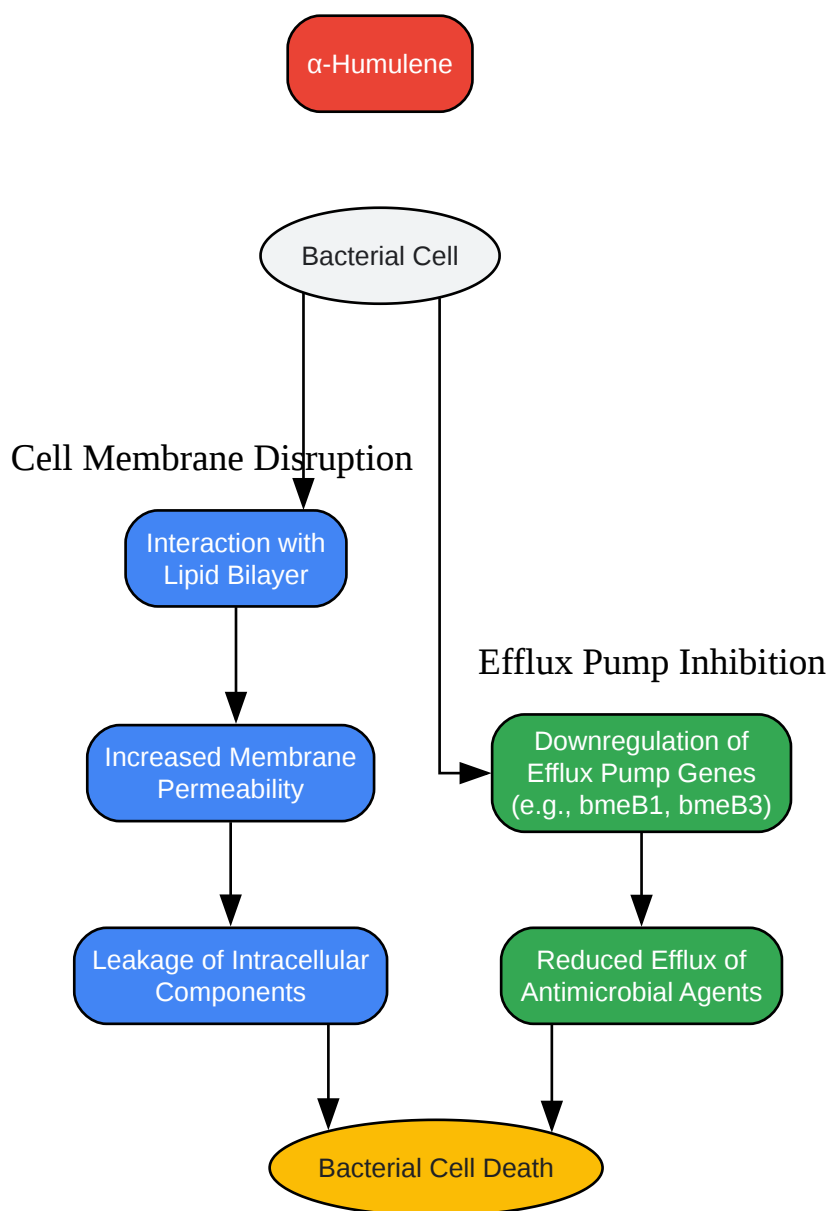 α-Humulene
Bacterial Cell
Cell Membrane Disruption
Interaction with
Lipid Bilayer
Efflux Pump Inhibition
Increased Membrane
Permeability
Downregulation of
Efflux Pump Genes
(e.g., bmeB1, bmeB3)
Leakage of Intracellular
Components
Reduced Efflux of
Antimicrobial Agents
Bacterial Cell Death